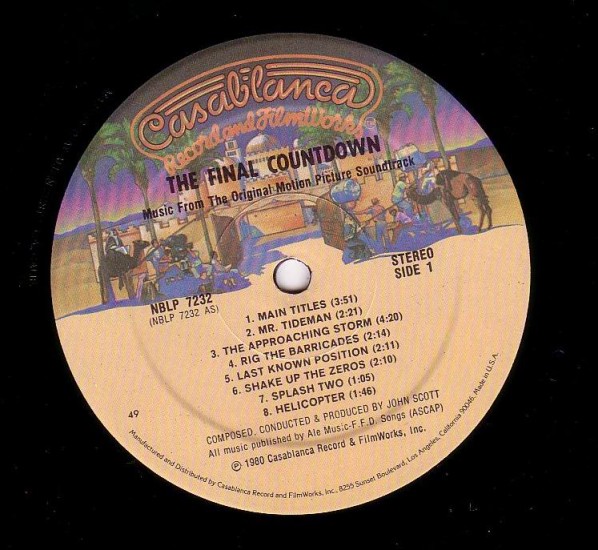 Casablanca
Record and FilmWorks
THE FINAL COUNTDOWN
Music From The Original Motion Picture Soundtrack
NBLP 7232
(NBLP 7232 AS)
STEREO
SIDE 1
1. MAIN TITLES (3:51)
2. MR. TIDEMAN (2:21)
3. THE APPROACHING STORM (4:20)
4. RIG THE BARRICADES (2:14)
5. LAST KNOWN POSITION (2:11)
6. SHAKE UP THE ZEROS (2:10)
7. SPLASH TWO (1:05)
8. HELICOPTER (1:46)
49
COMPOSED, CONDUCTED & PRODUCED BY JOHN SCOTT
All music published by Ale Music-F.F.D. Songs (ASCAP)
℗ 1980 Casablanca Record & FilmWorks, Inc.
Manufactured and Distributed by Casablanca Record and FilmWorks, Inc., 8255 Sunset Boulevard, Los Angeles, California 90046, Made in U.S.A.